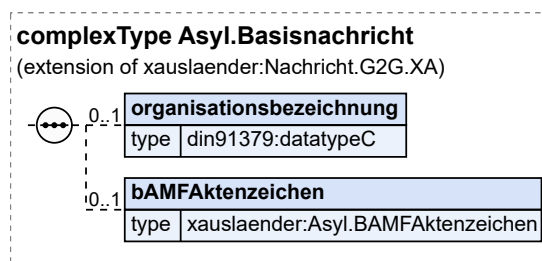 complexType Asyl.Basisnachricht
(extension of xauslaender:Nachricht.G2G.XA)
0..1
organisationsbezeichnung
type din91379:datatypeC
0..1
bAMFAktenzeichen
type xauslaender:Asyl.BAMFAktenzeichen